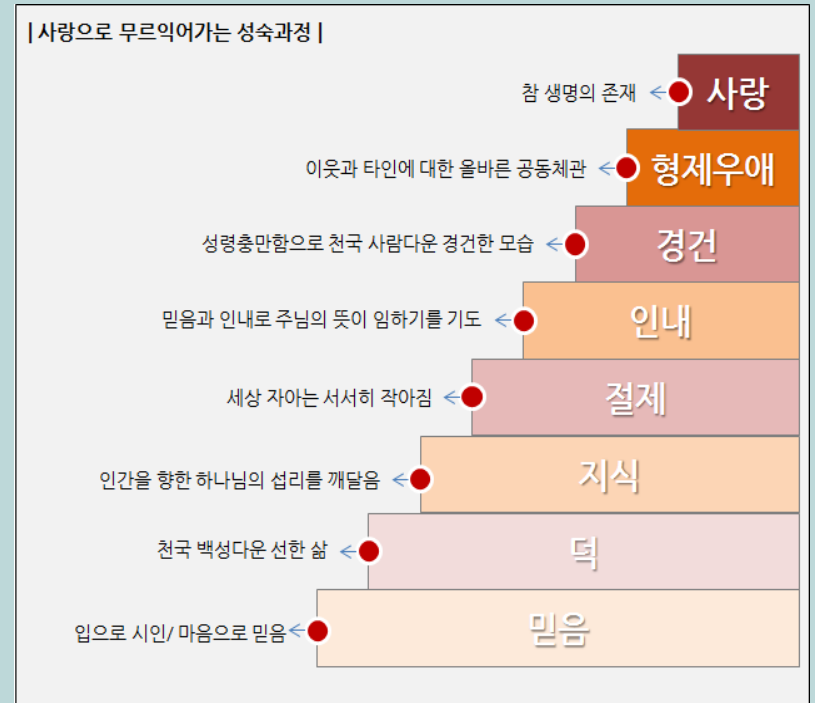 |사랑으로 무르익어가는 성숙과정|
참 생명의 존재 사랑
이웃과 타인에 대한 올바른 공동체관 형제우애
성령충만함으로 천국 사람다운 경건한 모습 경건
믿음과 인내로 주님의 뜻이 임하기를 기도 인내
세상 자아는 서서히 작아짐 절제
인간을 향한 하나님의 섭리를 깨달음 지식
천국 백성다운 선한 삶 덕
입으로 시인/ 마음으로 믿음 믿음